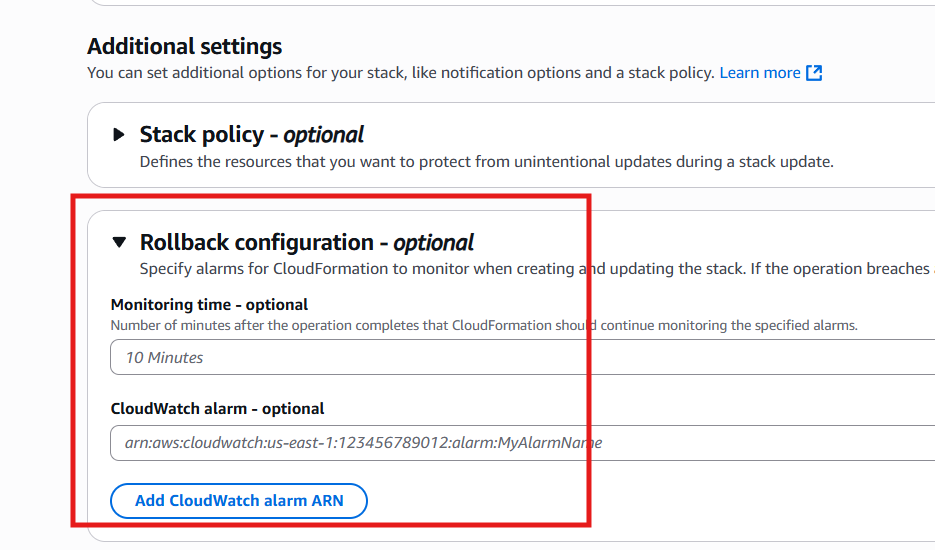 Additional settings
You can set additional options for your stack, like notification options and a stack policy. Learn more
Stack policy - optional
Defines the resources that you want to protect from unintentional updates during a stack update.
Rollback configuration - optional
Specify alarms for CloudFormation to monitor when creating and updating the stack. If the operation breaches
Monitoring time - optional
Number of minutes after the operation completes that CloudFormation should continue monitoring the specified alarms.
10 Minutes
CloudWatch alarm - optional
arn:aws:cloudwatch:us-east-1:123456789012:alarm:MyAlarmName
Add CloudWatch alarm ARN